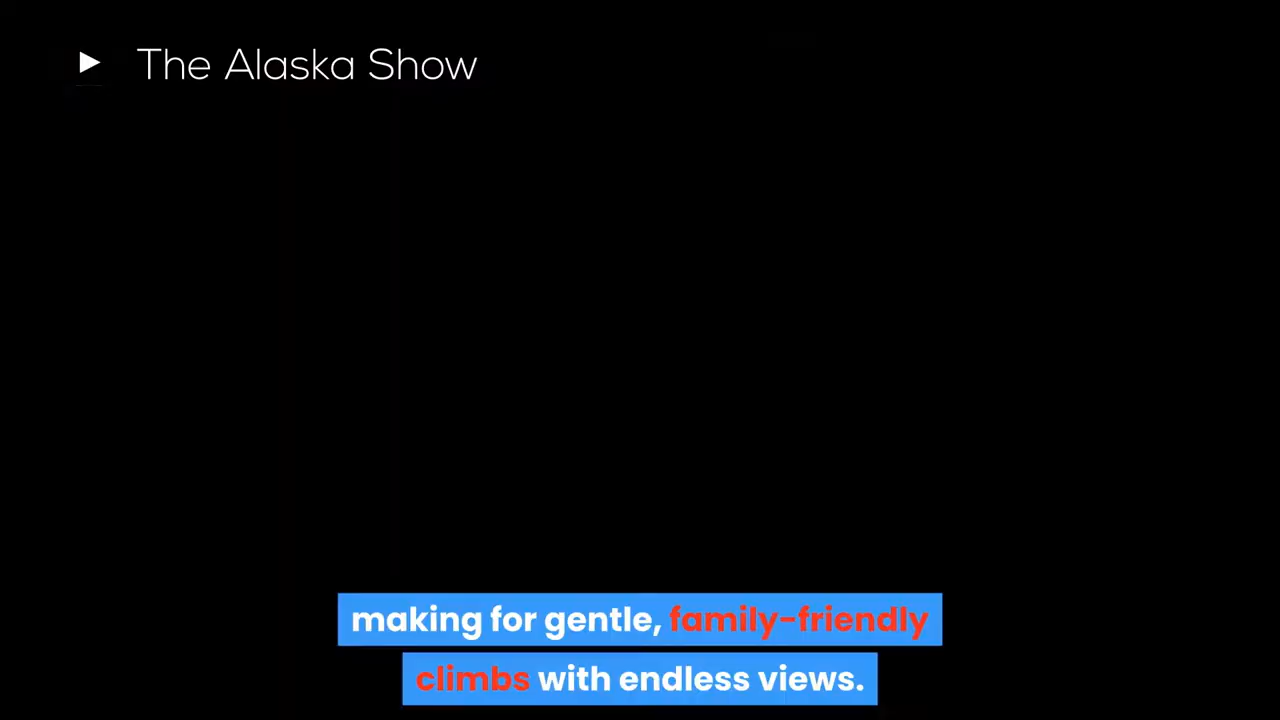 The Alaska Show
making for gentle, family-friendly
climbs with endless views.